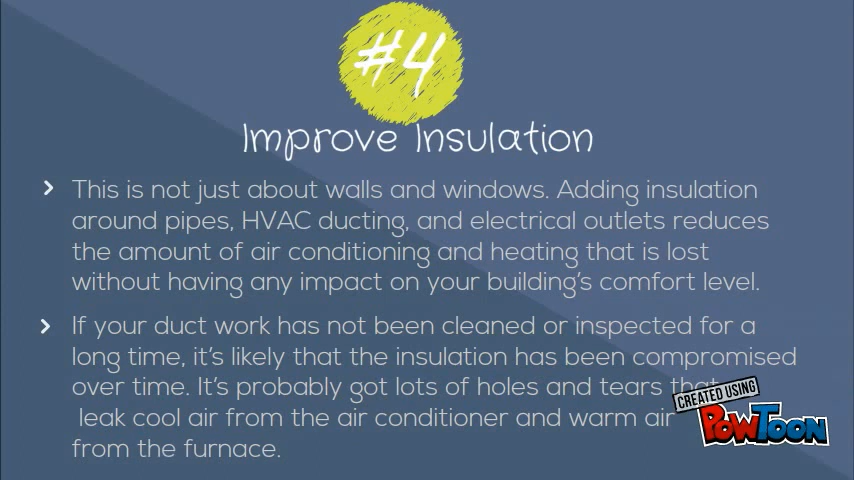 #4
Improve Insulation
This is not just about walls and windows. Adding insulation
around pipes, HVAC ducting, and electrical outlets reduces
the amount of air conditioning and heating that is lost
without having any impact on your building's comfort level.
If your duct work has not been cleaned or inspected for a
long time, it's likely that the insulation has been compromised
over time. It's probably got lots of holes and tears that
leak cool air from the air conditioner and warm air
from the furnace.
CREATED USING
POWTOON